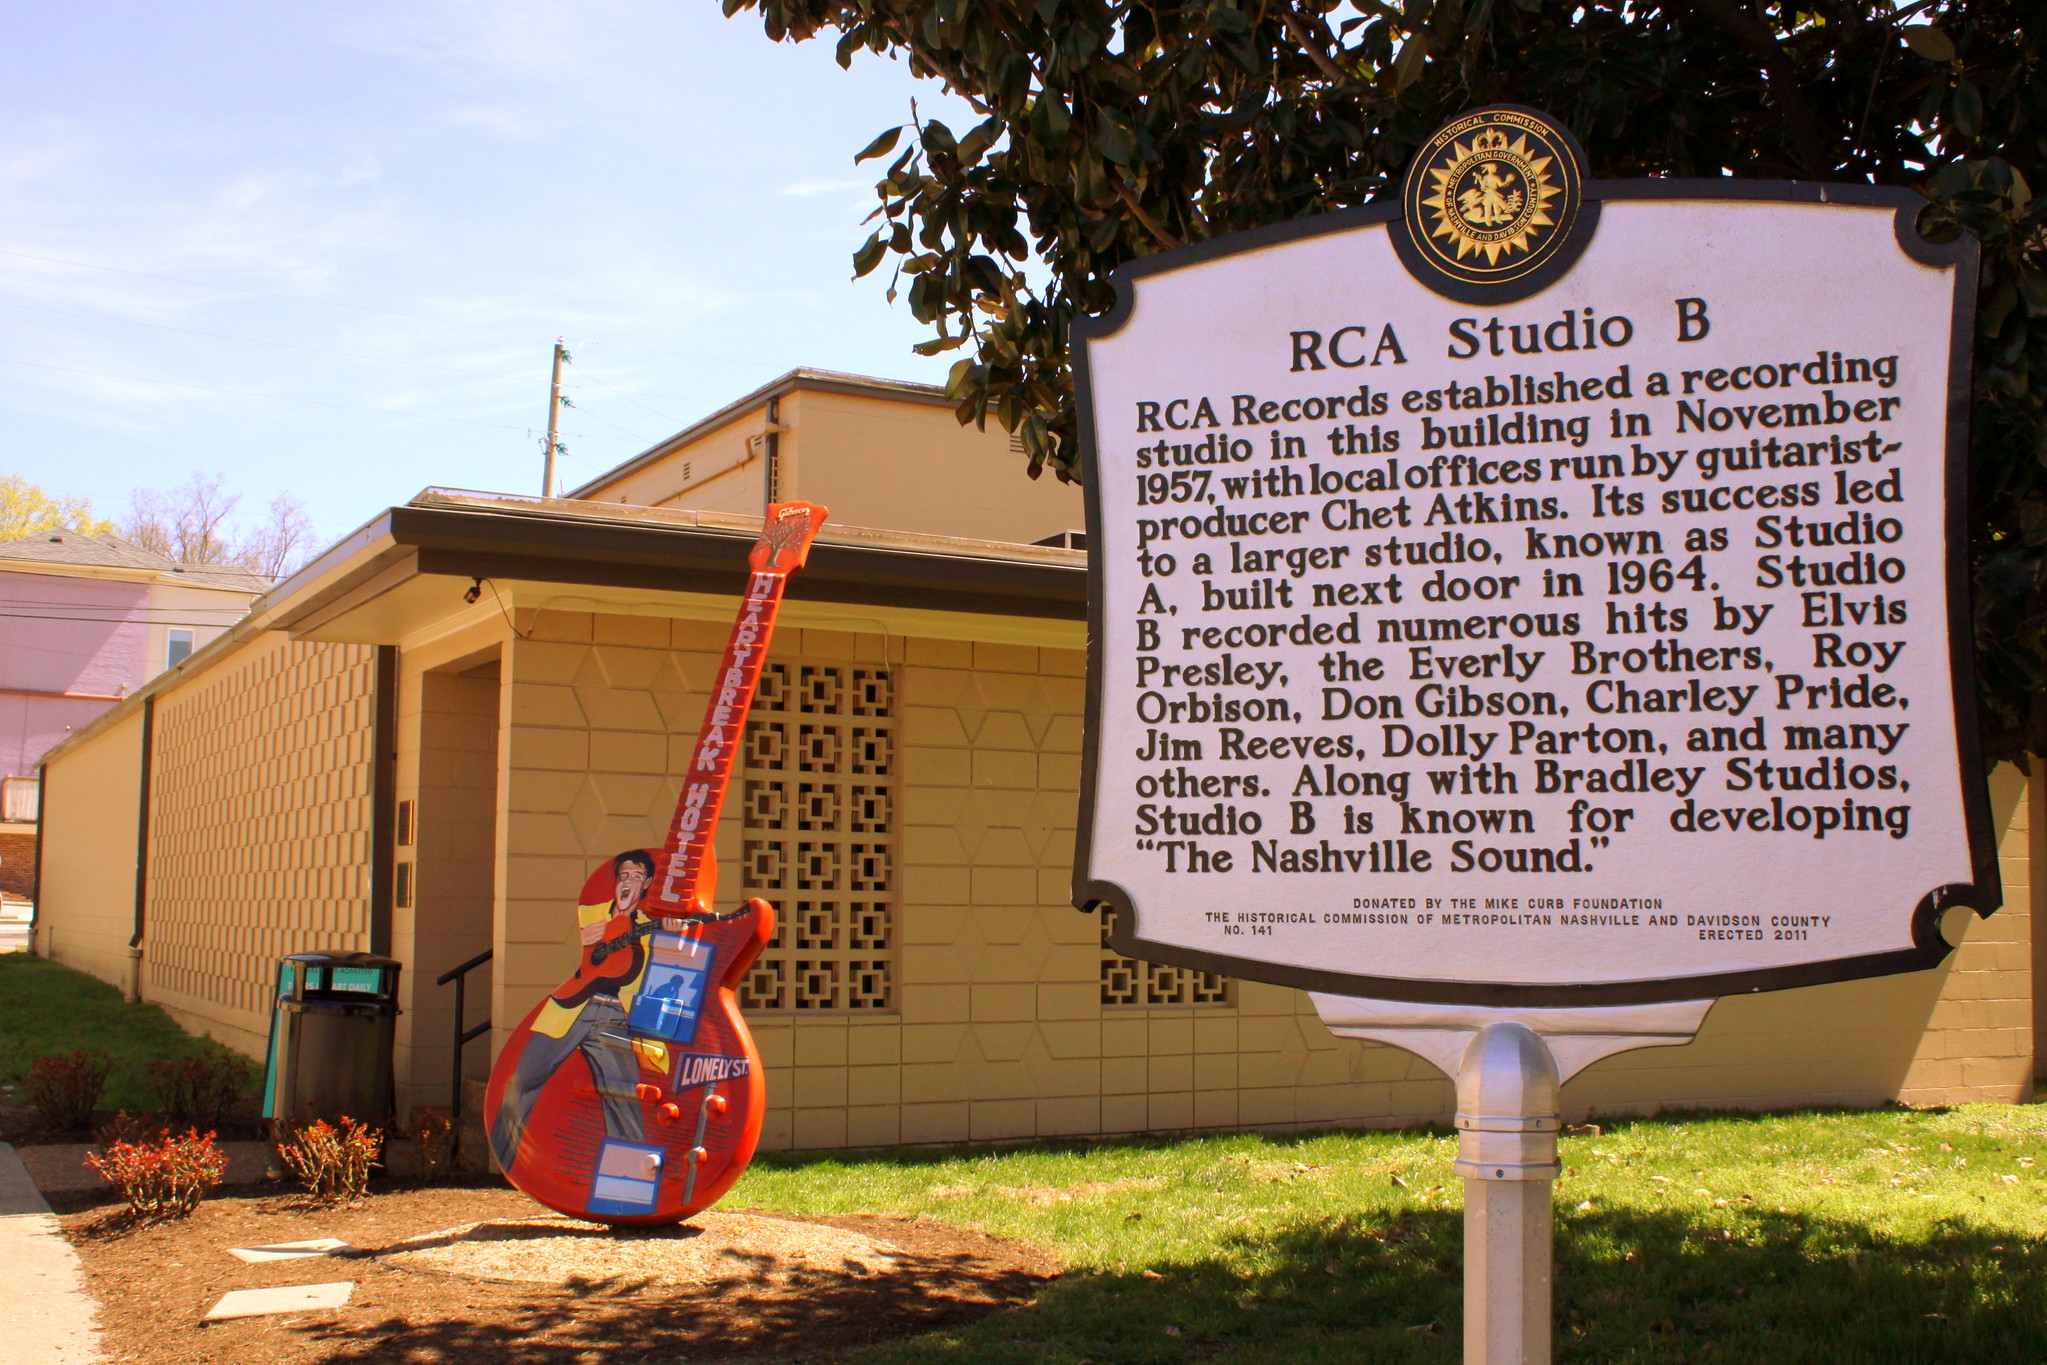 HISTORICAL COMMISSION
METROPOLITAN GOVERNMENT
OF NASHVILLE AND DAVIDSON COUNTY
RCA Studio B
RCA Records established a recording
studio in this building in November
1957, with local offices run by guitarist-
producer Chet Atkins. Its success led
to a larger studio, known as Studio
A, built next door in 1964. Studio
B recorded numerous hits by Elvis
Presley, the Everly Brothers, Roy
Orbison, Don Gibson, Charley Pride,
Jim Reeves, Dolly Parton, and many
others. Along with Bradley Studios,
Studio B is known for developing
“The Nashville Sound.”
DONATED BY THE MIKE CURB FOUNDATION
THE HISTORICAL COMMISSION OF METROPOLITAN NASHVILLE AND DAVIDSON COUNTY
NO. 141
ERECTED 2011
Gibson
HEARTBREAK HOTEL
LONELY ST.
ADMITTED
DAILY